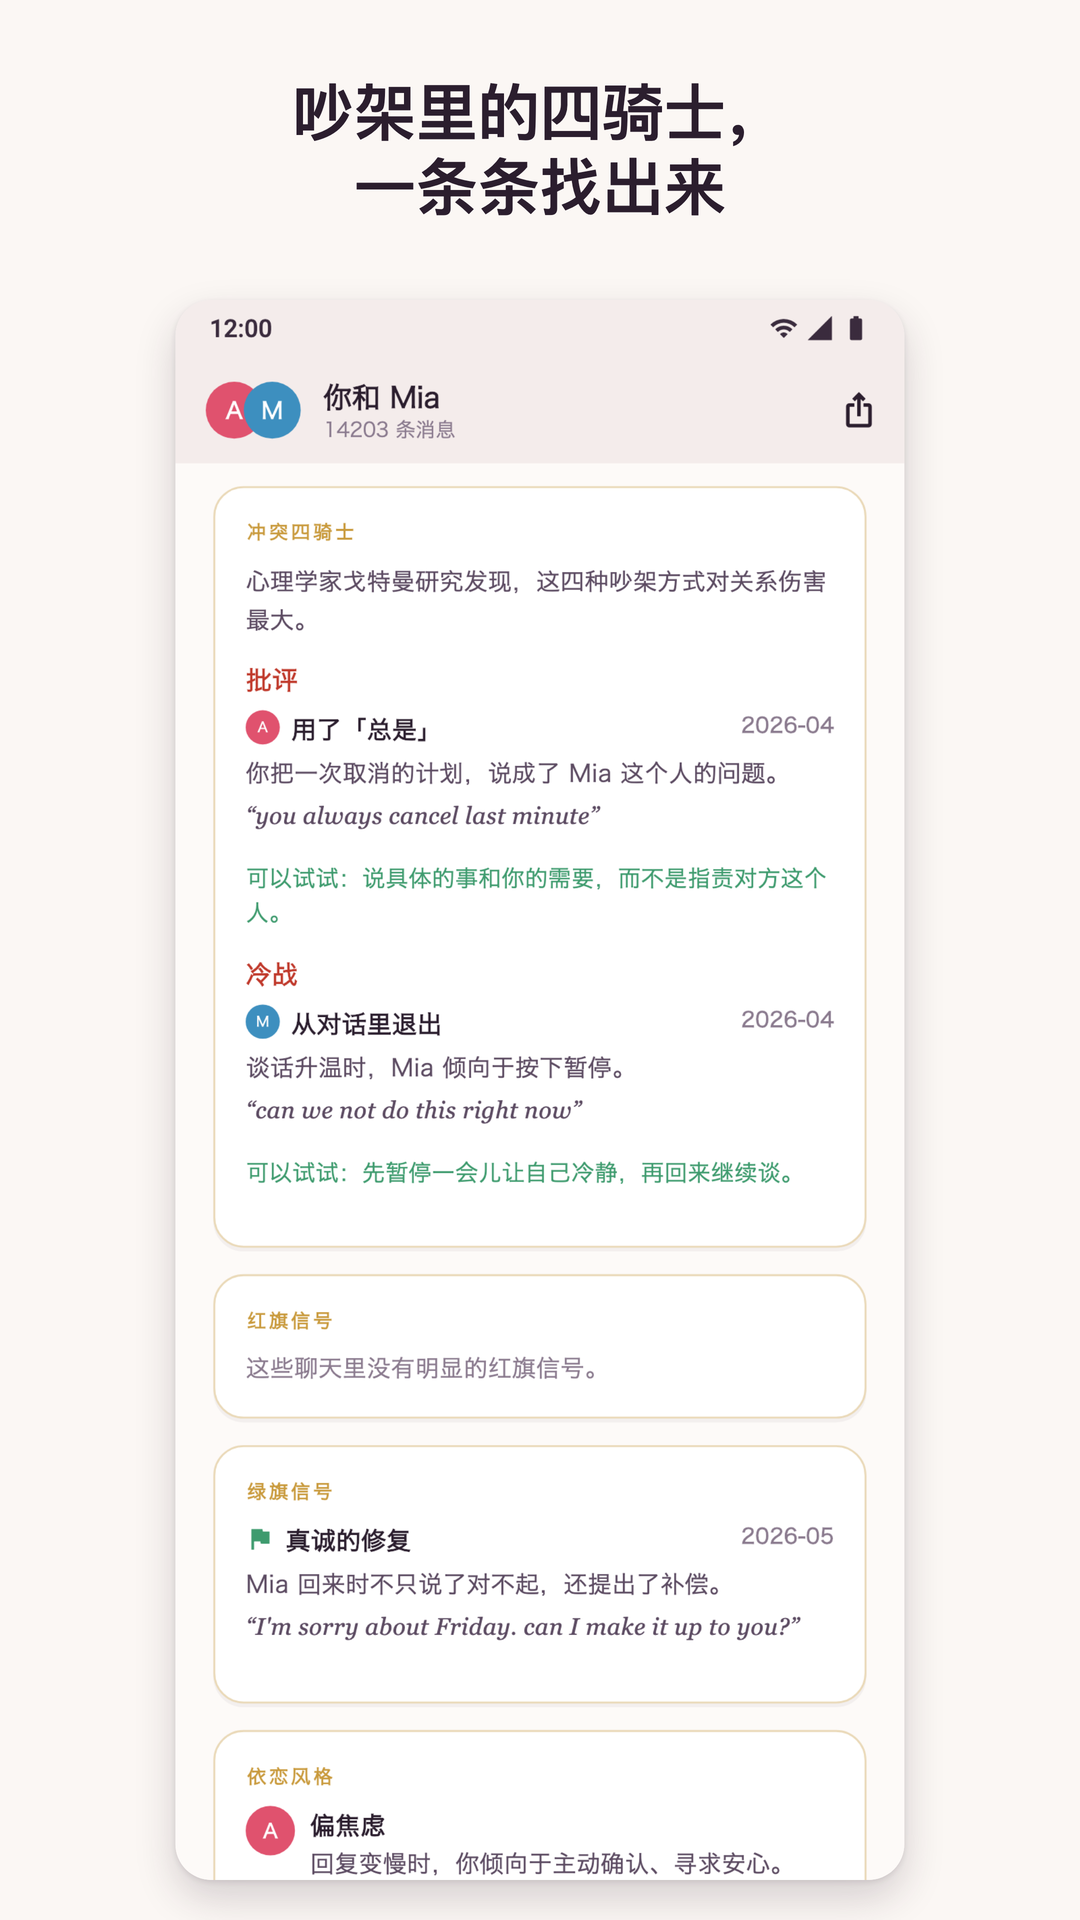 吵架里的四骑士，
一条条找出来
12:00
A M 你和 Mia
14203 条消息
冲突四骑士
心理学家戈特曼研究发现，这四种吵架方式对关系伤害
最大。
批评
A 用了「总是」 2026-04
你把一次取消的计划，说成了 Mia 这个人的问题。
“you always cancel last minute”
可以试试：说具体的事和你的需要，而不是指责对方这个
人。
冷战
M 从对话里退出 2026-04
谈话升温时，Mia 倾向于按下暂停。
“can we not do this right now”
可以试试：先暂停一会儿让自己冷静，再回来继续谈。
红旗信号
这些聊天里没有明显的红旗信号。
绿旗信号
真诚的修复 2026-05
Mia 回来时不只说了对不起，还提出了补偿。
“I'm sorry about Friday. can I make it up to you?”
依恋风格
A 偏焦虑
回复变慢时，你倾向于主动确认、寻求安心。